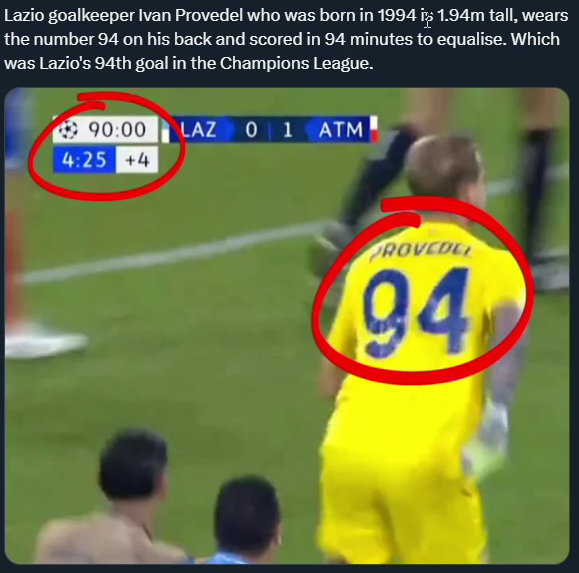 Lazio goalkeeper Ivan Provedel who was born in 1994 is 1.94m tall, wears
the number 94 on his back and scored in 94 minutes to equalise. Which
was Lazio's 94th goal in the Champions League.
90:00 LAZ 0 1 ATM
4:25 +4
PROVEDEL
94